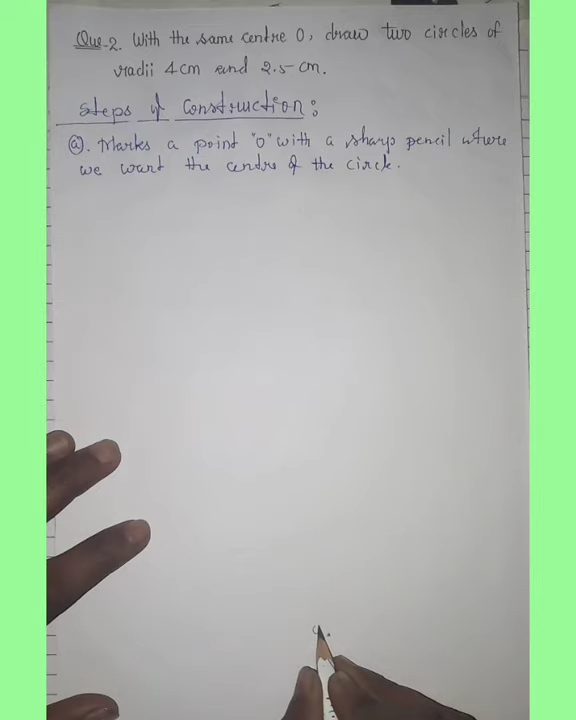 Que-2. With the same centre O, draw two circles of
radii 4cm and 2.5-cm.
Steps of Construction:
(a). Marks a point "O" with a sharp pencil where
we want the centre of the circle.